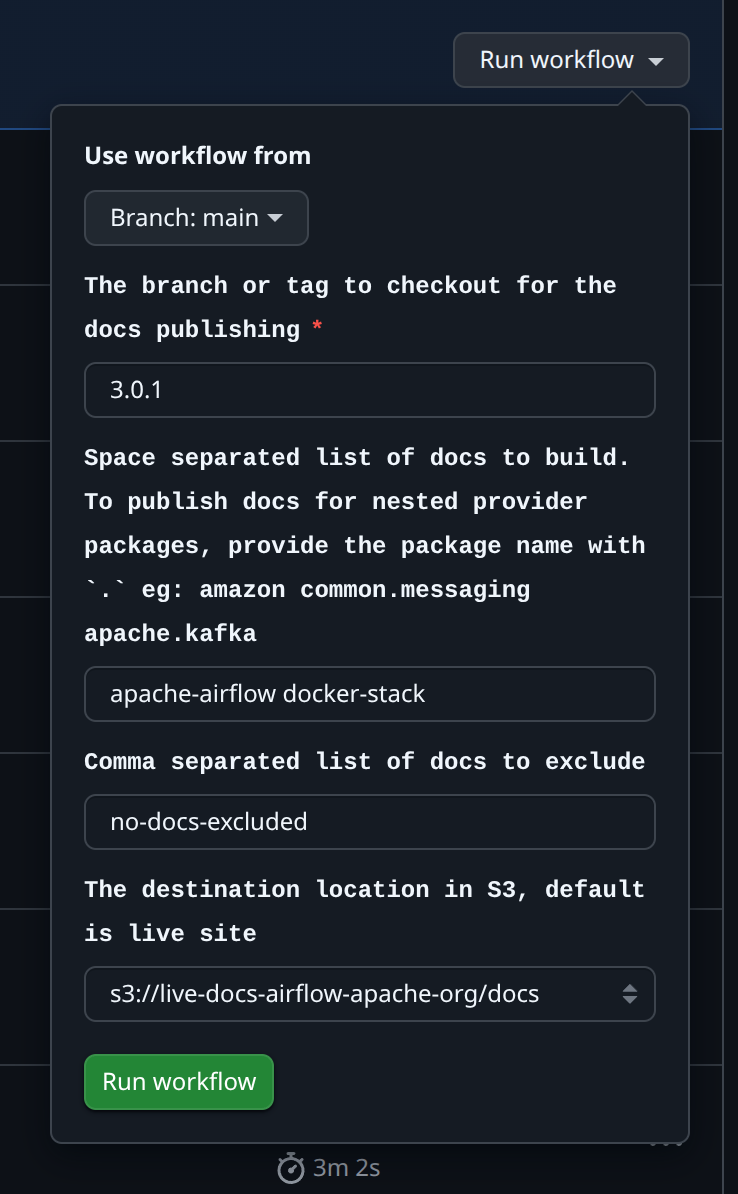 Run workflow
Use workflow from
Branch: main
The branch or tag to checkout for the
docs publishing *
3.0.1
Space separated list of docs to build.
To publish docs for nested provider
packages, provide the package name with
`.` eg: amazon common.messaging
apache.kafka
apache-airflow docker-stack
Comma separated list of docs to exclude
no-docs-excluded
The destination location in S3, default
is live site
s3://live-docs-airflow-apache-org/docs
Run workflow
3m 2s